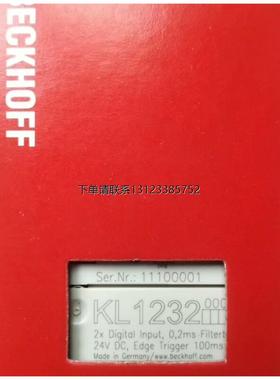 BECKHOFF
下单请联系13123385752
Ser.Nr.: 11100001
KL1232
2x Digital Input, 0,2ms Filter
24V DC, Edge Trigger 100ms
Made in Germany/www.beckhoff.com